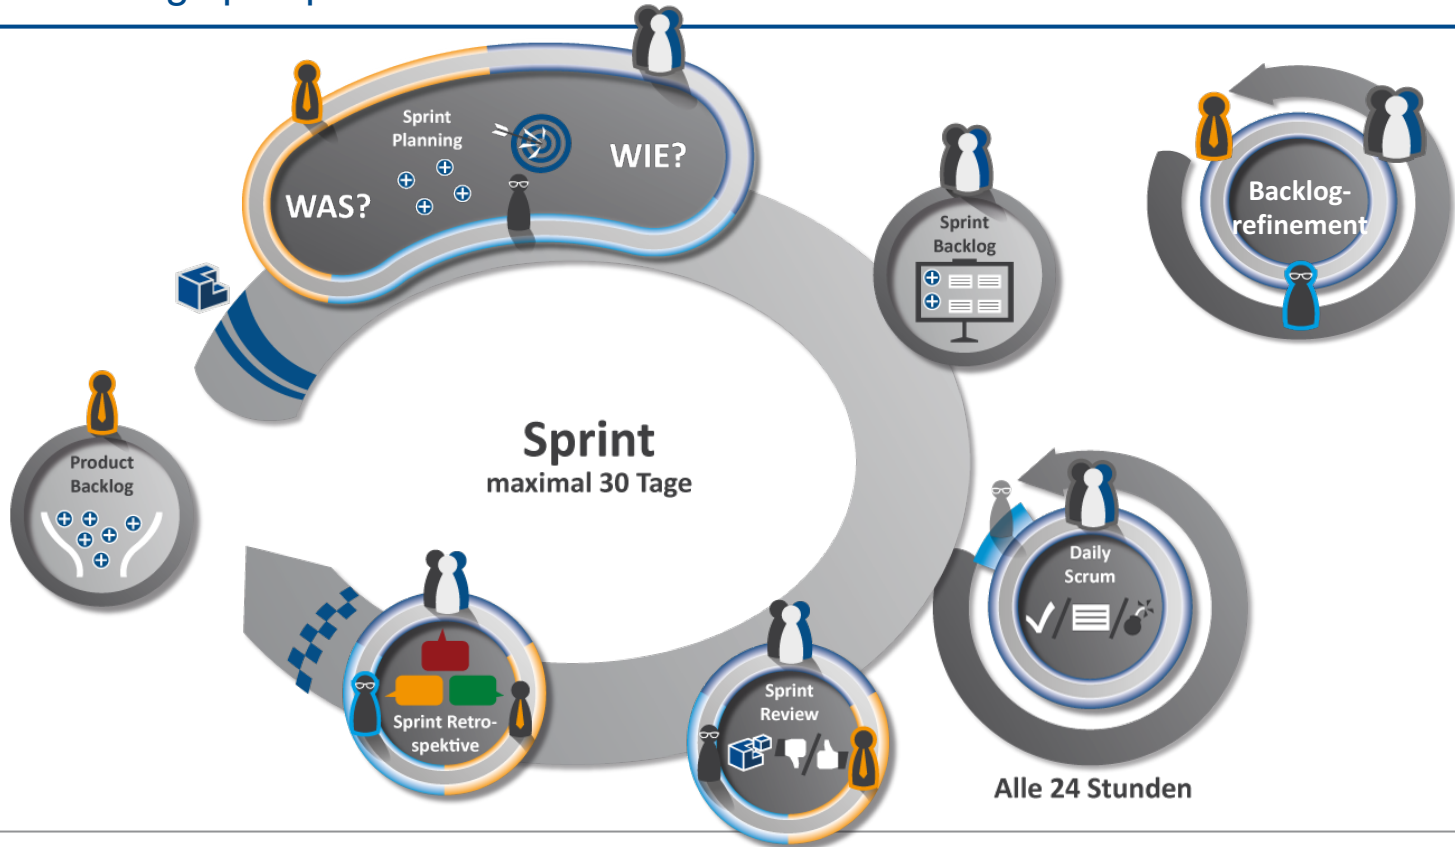 Sprint
Planning
WAS?
WIE?
Sprint
Backlog
Backlog-
refinement
Product
Backlog
Sprint
maximal 30 Tage
Daily
Scrum
Sprint Retro-
spektive
Sprint
Review
Alle 24 Stunden